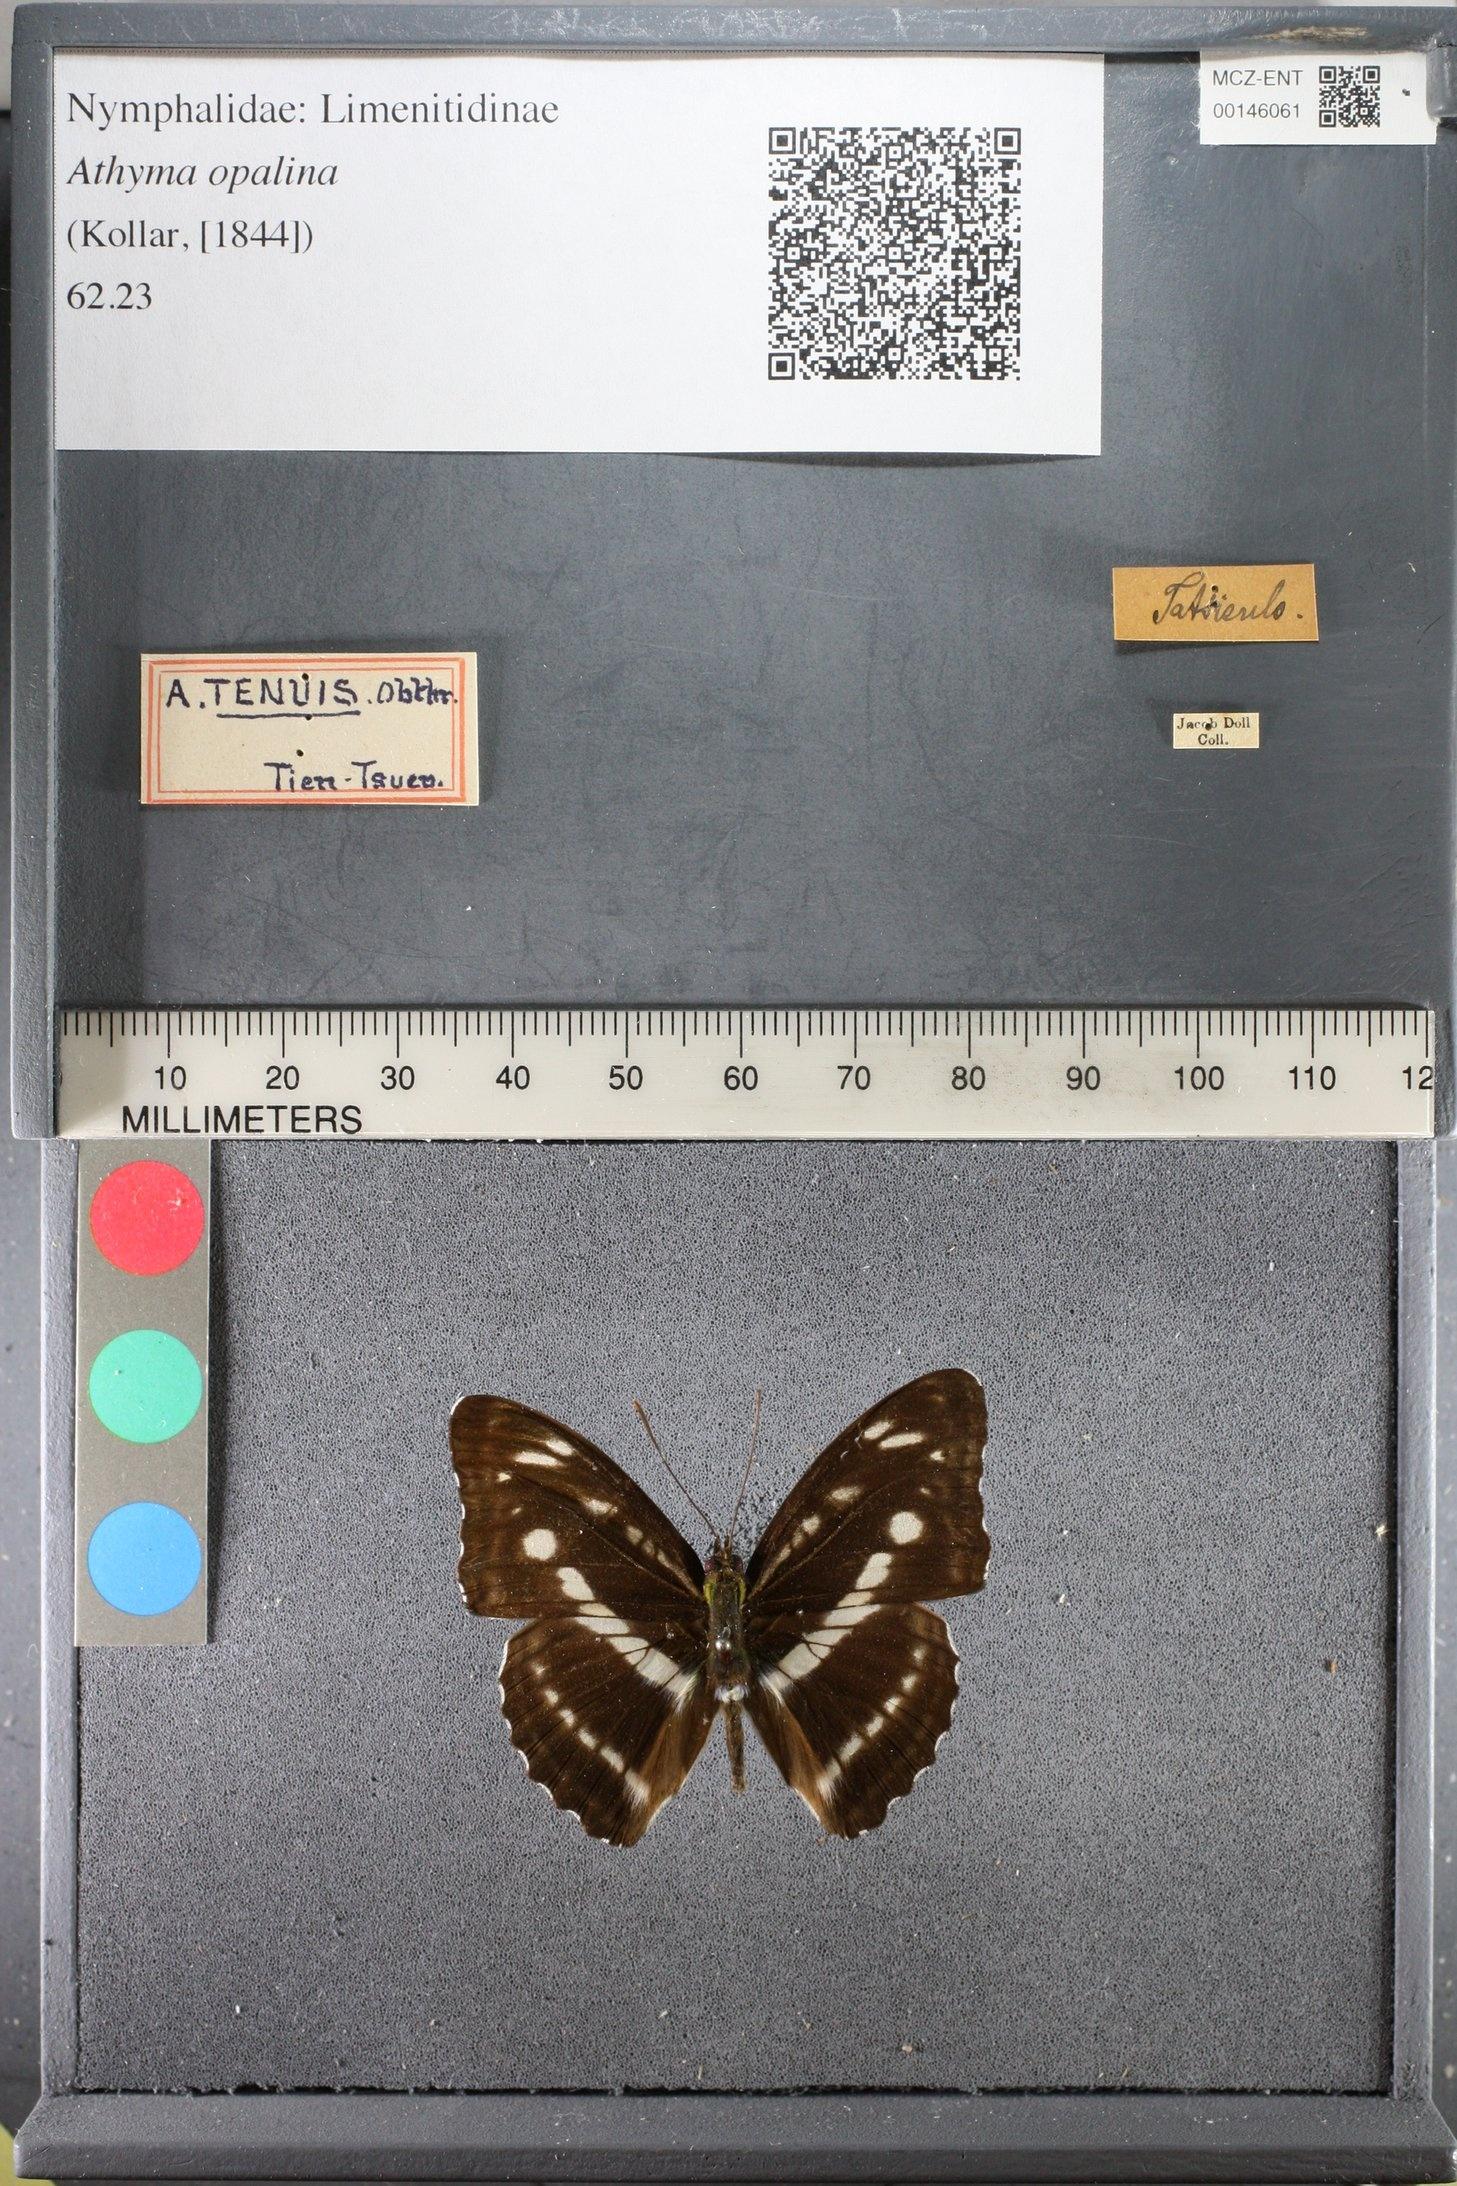 Nymphalidae: Limenitidinae
Athyma opalina
(Kollar, [1844])
62.23
MCZ-ENT
00146061
A. TENUIS. Obthr.
Tien-Tsuen.
Jacob Doll
Coll.
10 20 30 40 50 60 70 80 90 100 110 12
MILLIMETERS